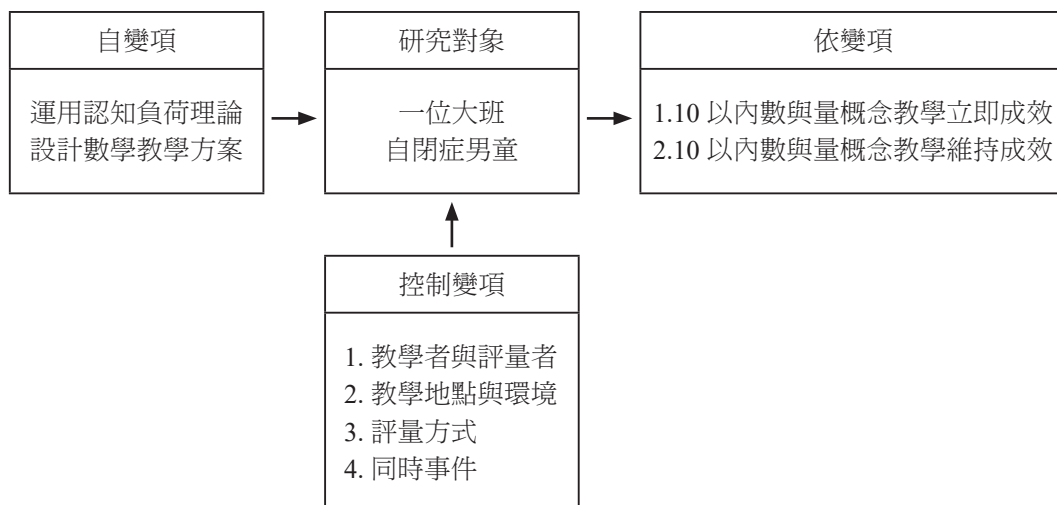 自變項
運用認知負荷理論
設計數學教學方案
研究對象
一位大班
自閉症男童
依變項
1.10 以內數與量概念教學立即成效
2.10 以內數與量概念教學維持成效
控制變項
1. 教學者與評量者
2. 教學地點與環境
3. 評量方式
4. 同時事件